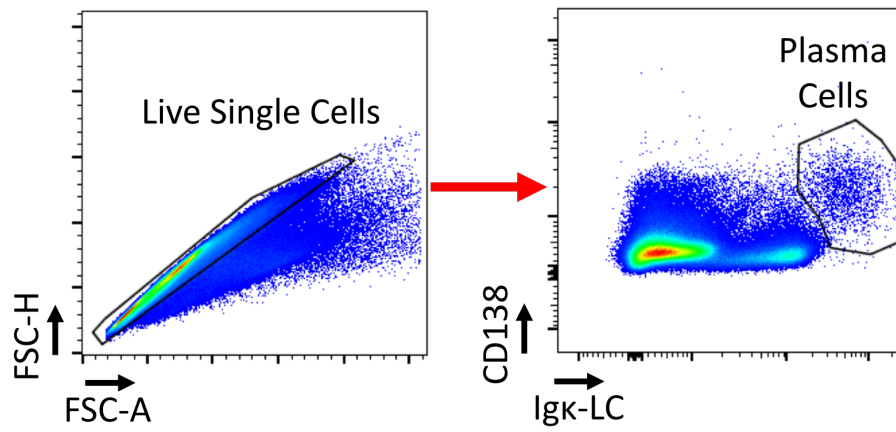 Live Single Cells
FSC-H
FSC-A
Plasma
Cells
CD138
Igκ-LC